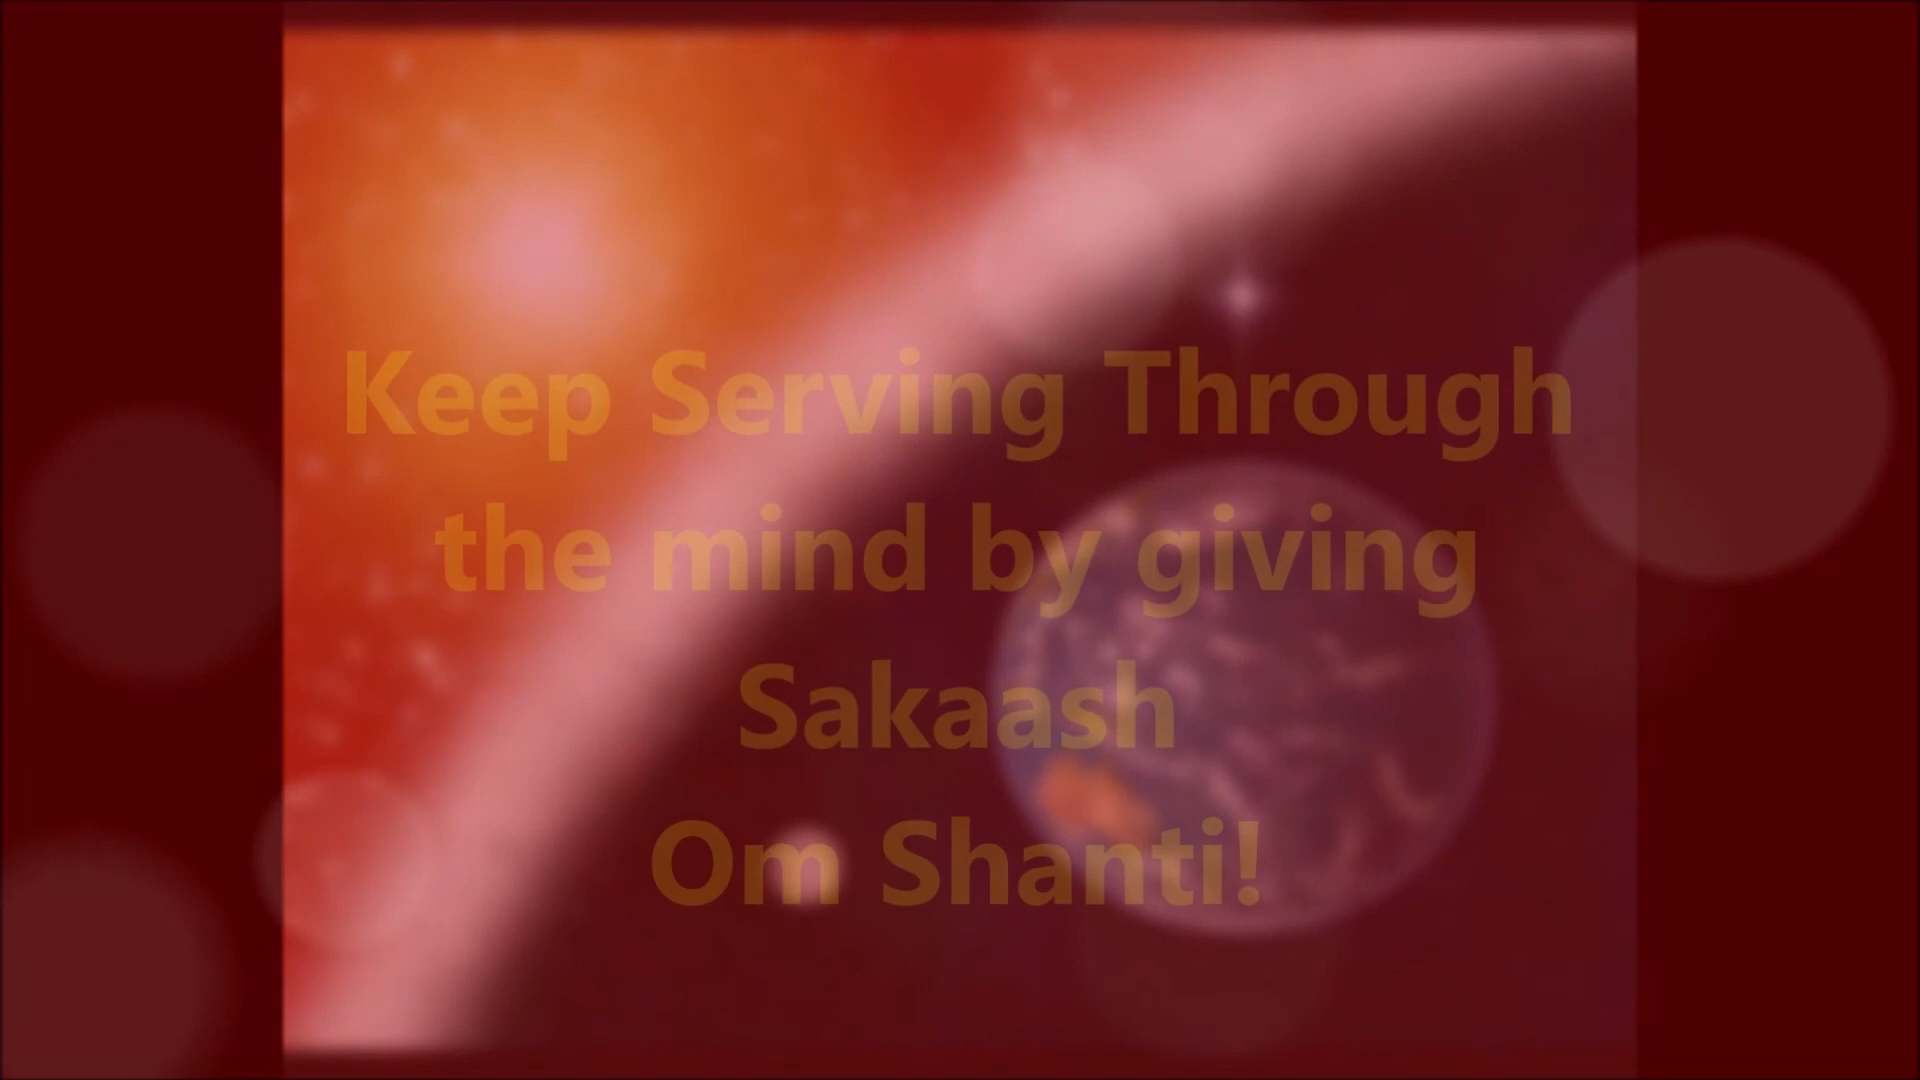 Keep Serving Through
the mind by giving
Sakaash
Om Shanti!